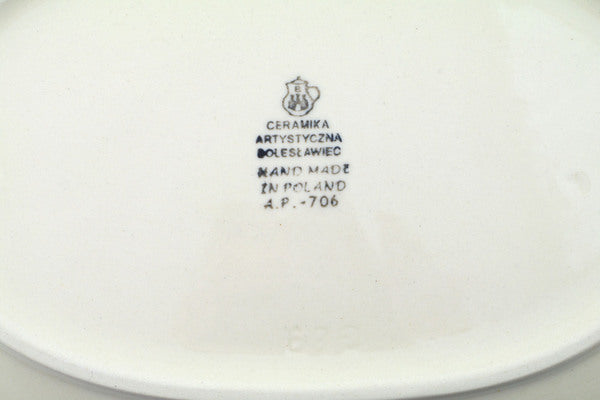 B
CERAMIKA
ARTYSTYCZNA
BOLESŁAWIEC
HAND MADE
IN POLAND
A.P.-706